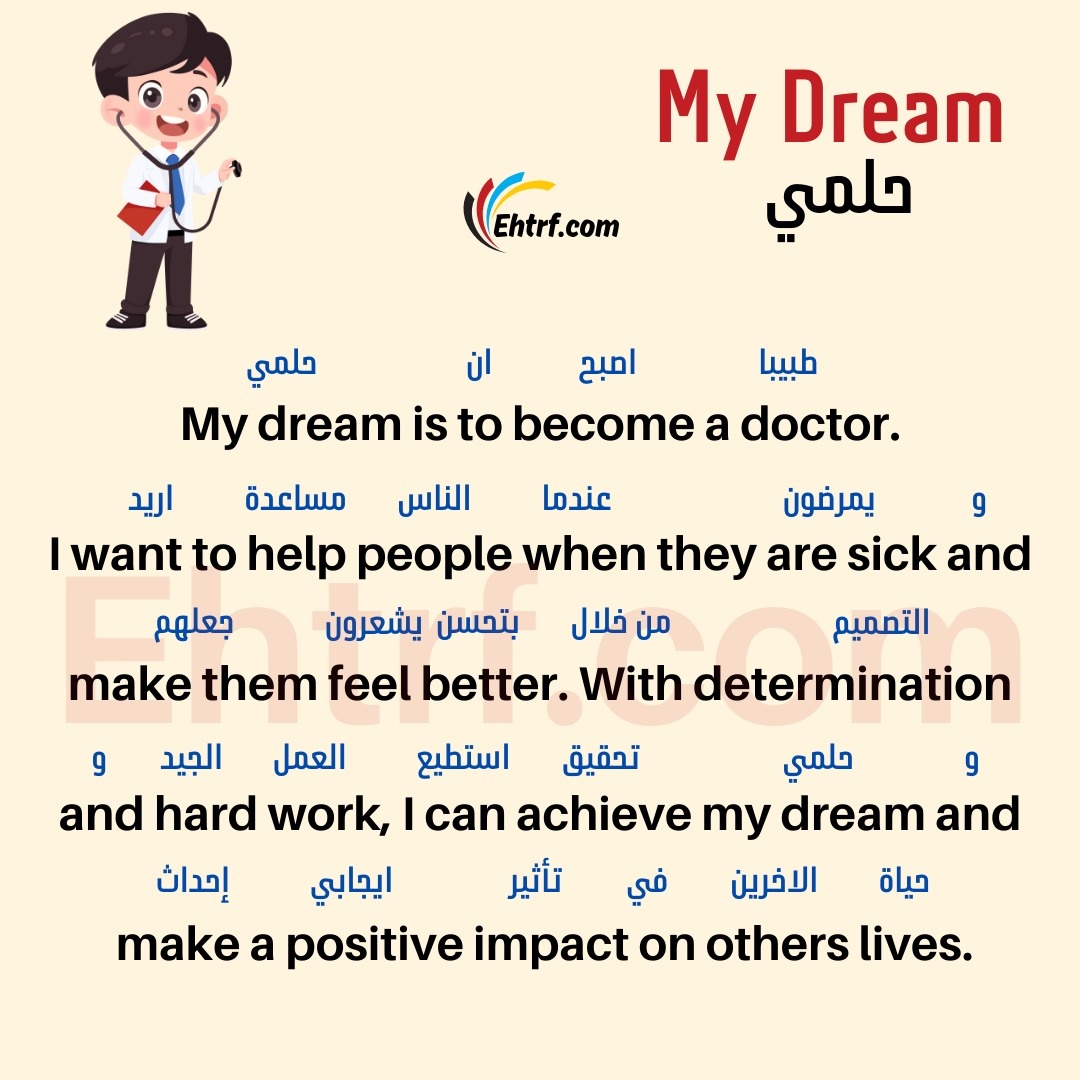 My Dream
حلمي
Ehtrf.com
حلمي ان اصبح طبيبا
My dream is to become a doctor.
اريد مساعدة الناس عندما يمرضون و
I want to help people when they are sick and
جعلهم يشعرون بتحسن من خلال التصميم
make them feel better. With determination
و الجيد العمل استطيع تحقيق حلمي و
and hard work, I can achieve my dream and
إحداث ايجابي تأثير في الاخرين حياة
make a positive impact on others lives.
Ehtrf.com